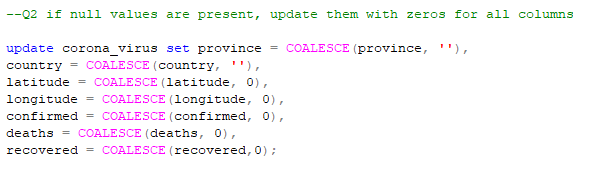 --Q2 if null values are present, update them with zeros for all columns
update corona_virus set province = COALESCE(province, ''),
country = COALESCE(country, ''),
latitude = COALESCE(latitude, 0),
longitude = COALESCE(longitude, 0),
confirmed = COALESCE(confirmed, 0),
deaths = COALESCE(deaths, 0),
recovered = COALESCE(recovered,0);